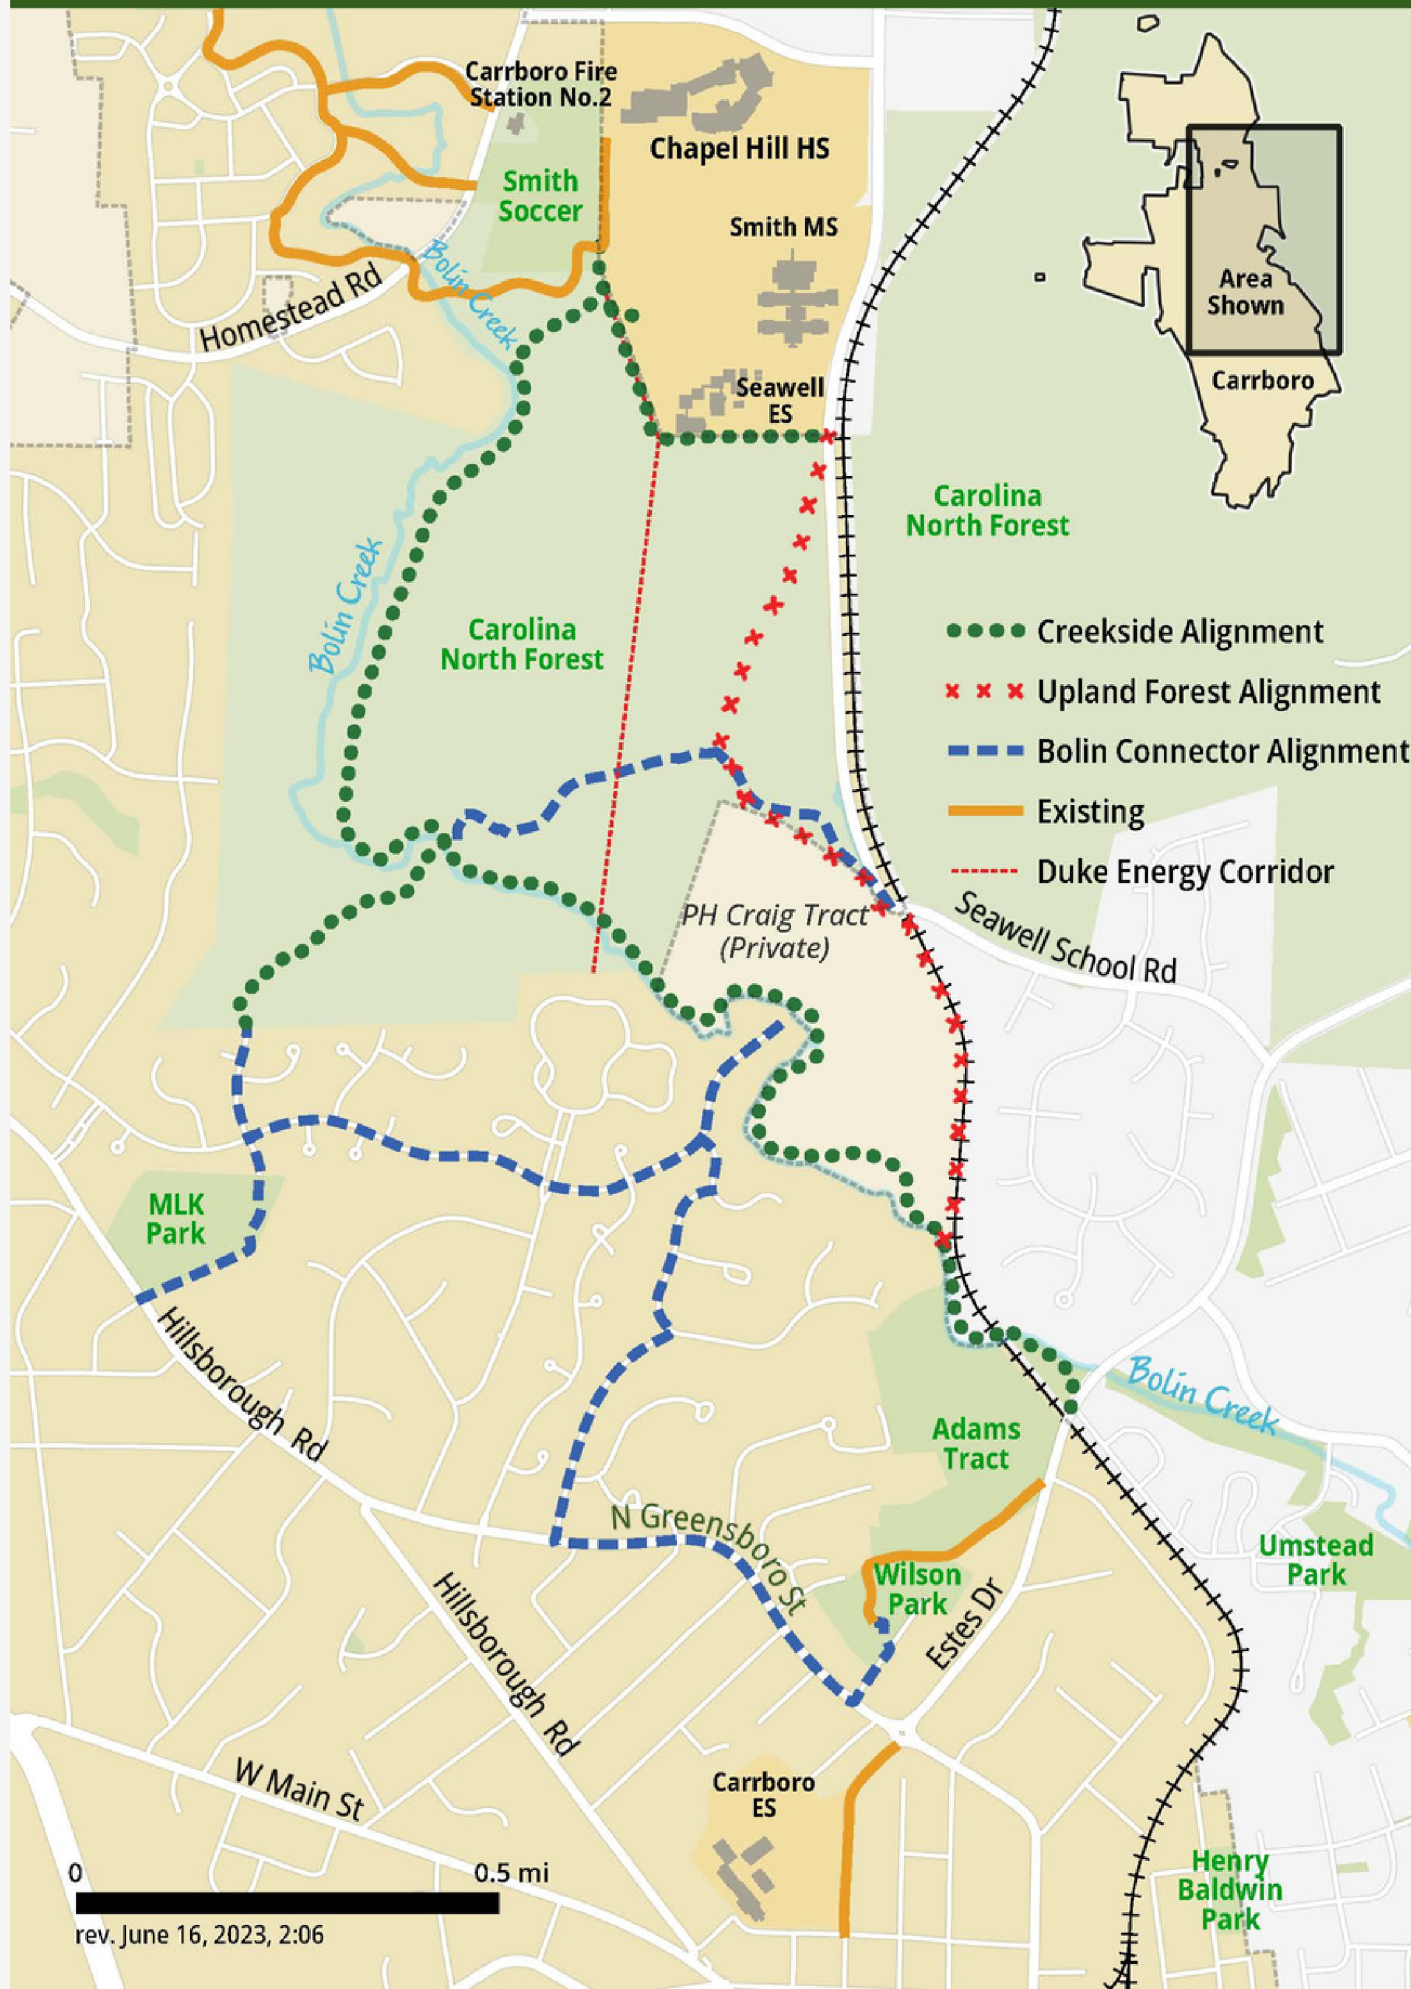 Carrboro Fire
Station No.2
Chapel Hill HS
Smith
Soccer
Smith MS
Bolin Creek
Homestead Rd
Seawell
ES
Area
Shown
Carrboro
Carolina
North Forest
Bolin Creek
Carolina
North Forest
Creekside Alignment
Upland Forest Alignment
Bolin Connector Alignment
Existing
Duke Energy Corridor
PH Craig Tract
(Private)
Seawell School Rd
MLK
Park
Hillsborough Rd
Bolin Creek
Adams
Tract
N Greensboro St
Wilson
Park
Umstead
Park
Estes Dr
Hillsborough Rd
W Main St
Carrboro
ES
Henry
Baldwin
Park
0 0.5 mi
rev. June 16, 2023, 2:06